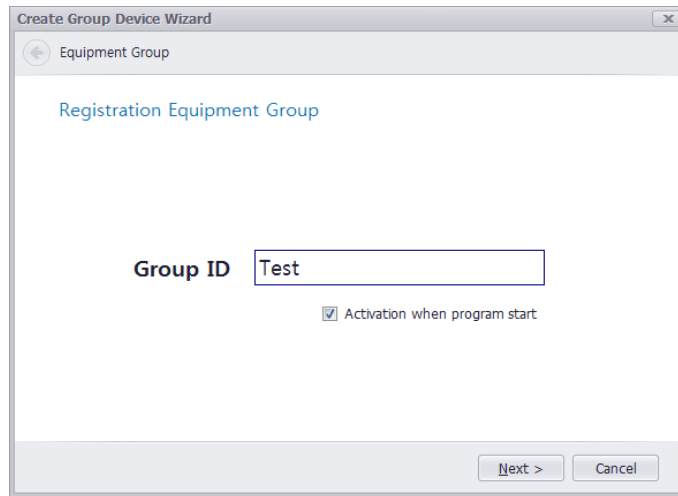 Create Group Device Wizard
Equipment Group
Registration Equipment Group
Group ID Test
Activation when program start
Next > Cancel